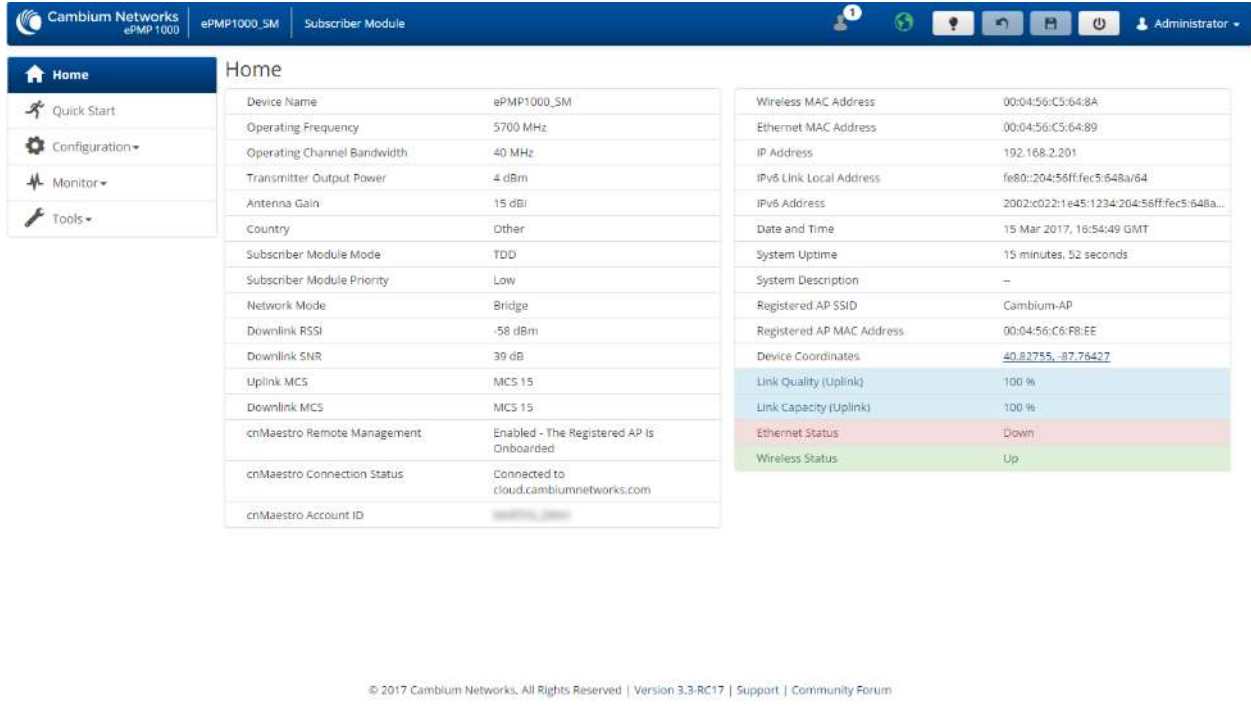 Cambium Networks
ePMP 1000
ePMP1000_SM
Subscriber Module
1
Administrator
Home
Quick Start
Configuration
Monitor
Tools
Home
Device Name ePMP1000_SM
Operating Frequency 5700 MHz
Operating Channel Bandwidth 40 MHz
Transmitter Output Power 4 dBm
Antenna Gain 15 dBi
Country Other
Subscriber Module Mode TDD
Subscriber Module Priority Low
Network Mode Bridge
Downlink RSSI -58 dBm
Downlink SNR 39 dB
Uplink MCS MCS 15
Downlink MCS MCS 15
cnMaestro Remote Management Enabled - The Registered AP Is
Onboarded
cnMaestro Connection Status Connected to
cloud.cambiumnetworks.com
cnMaestro Account ID
Wireless MAC Address 00:04:56:C5:64:8A
Ethernet MAC Address 00:04:56:C5:64:89
IP Address 192.168.2.201
IPv6 Link Local Address fe80::204:56ff:fec5:648a/64
IPv6 Address 2002:c022:1e45:1234:204:56ff:fec5:648a...
Date and Time 15 Mar 2017, 16:54:49 GMT
System Uptime 15 minutes, 52 seconds
System Description --
Registered AP SSID Cambium-AP
Registered AP MAC Address 00:04:56:C6:F8:EE
Device Coordinates 40.82755, -87.76427
Link Quality (Uplink) 100 %
Link Capacity (Uplink) 100 %
Ethernet Status Down
Wireless Status Up
© 2017 Cambium Networks. All Rights Reserved | Version 3.3-RC17 | Support | Community Forum